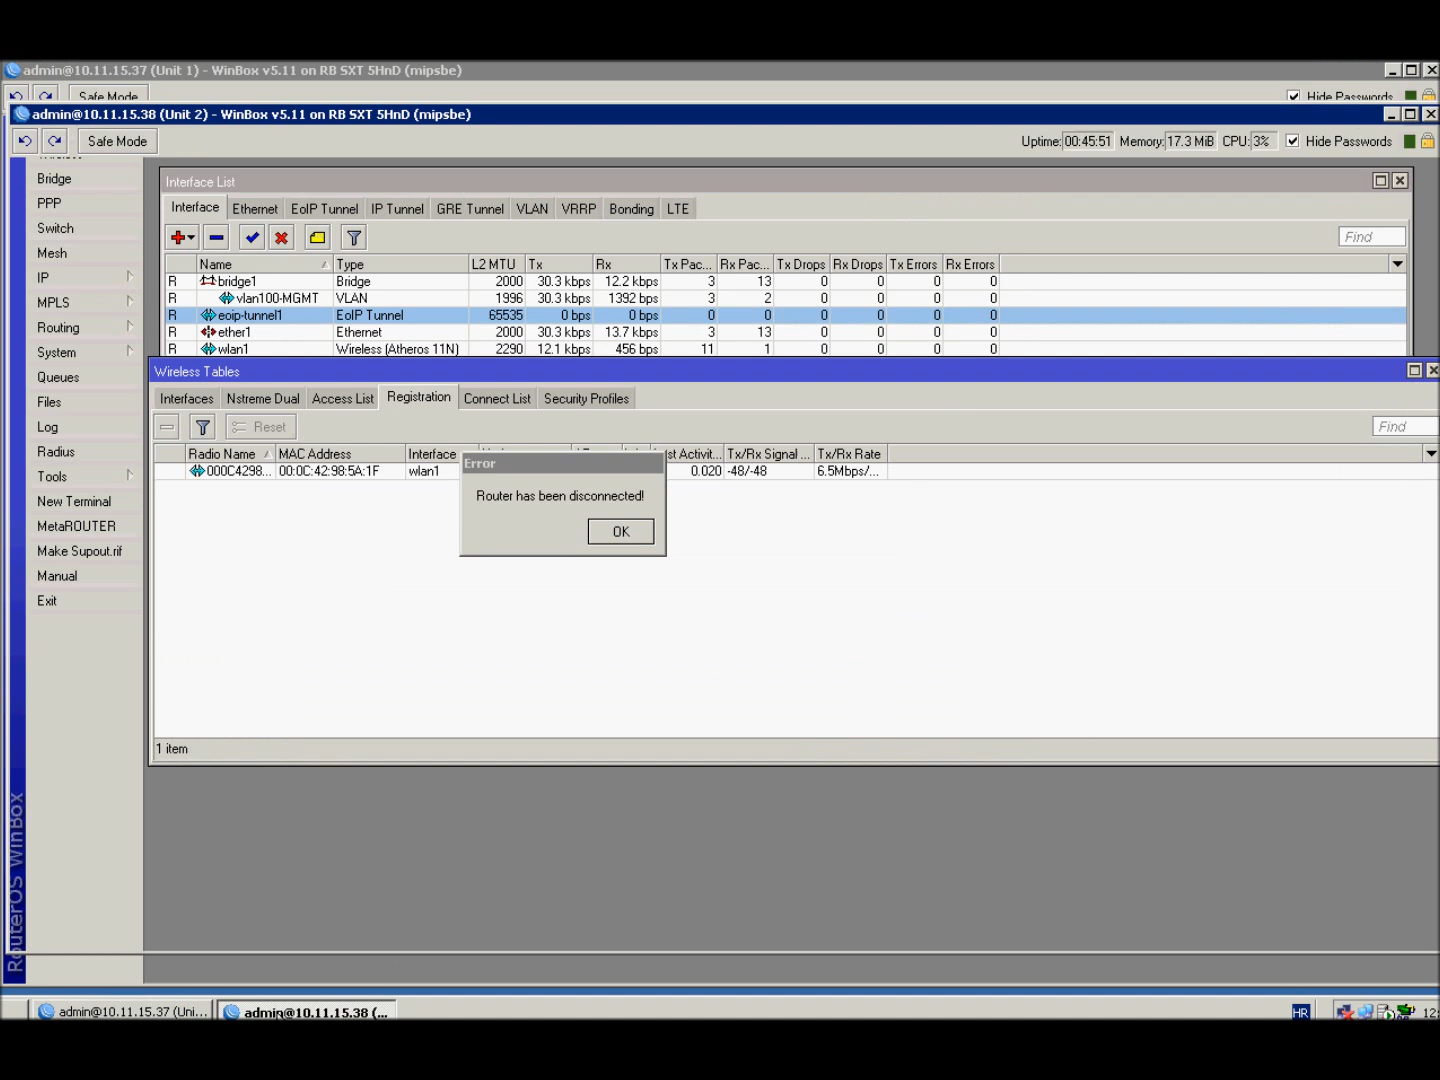 admin@10.11.15.37 (Unit 1) - WinBox v5.11 on RB SXT 5HnD (mipsbe)
Safe Mode Hide Passwords
admin@10.11.15.38 (Unit 2) - WinBox v5.11 on RB SXT 5HnD (mipsbe)
Safe Mode Uptime: 00:45:51 Memory: 17.3 MiB CPU: 3% Hide Passwords
Bridge
PPP
Switch
Mesh
IP
MPLS
Routing
System
Queues
Files
Log
Radius
Tools
New Terminal
MetaROUTER
Make Supout.rif
Manual
Exit
RouterOS WinBox
Interface List
Interface Ethernet EoIP Tunnel IP Tunnel GRE Tunnel VLAN VRRP Bonding LTE
Find
Name Type L2 MTU Tx Rx Tx Pac... Rx Pac... Tx Drops Rx Drops Tx Errors Rx Errors
R bridge1 Bridge 2000 30.3 kbps 12.2 kbps 3 13 0 0 0 0
R vlan100-MGMT VLAN 1996 30.3 kbps 1392 bps 3 2 0 0 0 0
R eoip-tunnel1 EoIP Tunnel 65535 0 bps 0 bps 0 0 0 0 0 0
R ether1 Ethernet 2000 30.3 kbps 13.7 kbps 3 13 0 0 0 0
R wlan1 Wireless (Atheros 11N) 2290 12.1 kbps 456 bps 11 1 0 0 0 0
Wireless Tables
Interfaces Nstreme Dual Access List Registration Connect List Security Profiles
Reset Find
Radio Name MAC Address Interface st Activit... Tx/Rx Signal ... Tx/Rx Rate
000C4298... 00:0C:42:98:5A:1F wlan1 0.020 -48/-48 6.5Mbps/...
Error
Router has been disconnected!
OK
1 item
admin@10.11.15.37 (Uni... admin@10.11.15.38 (... HR 12: